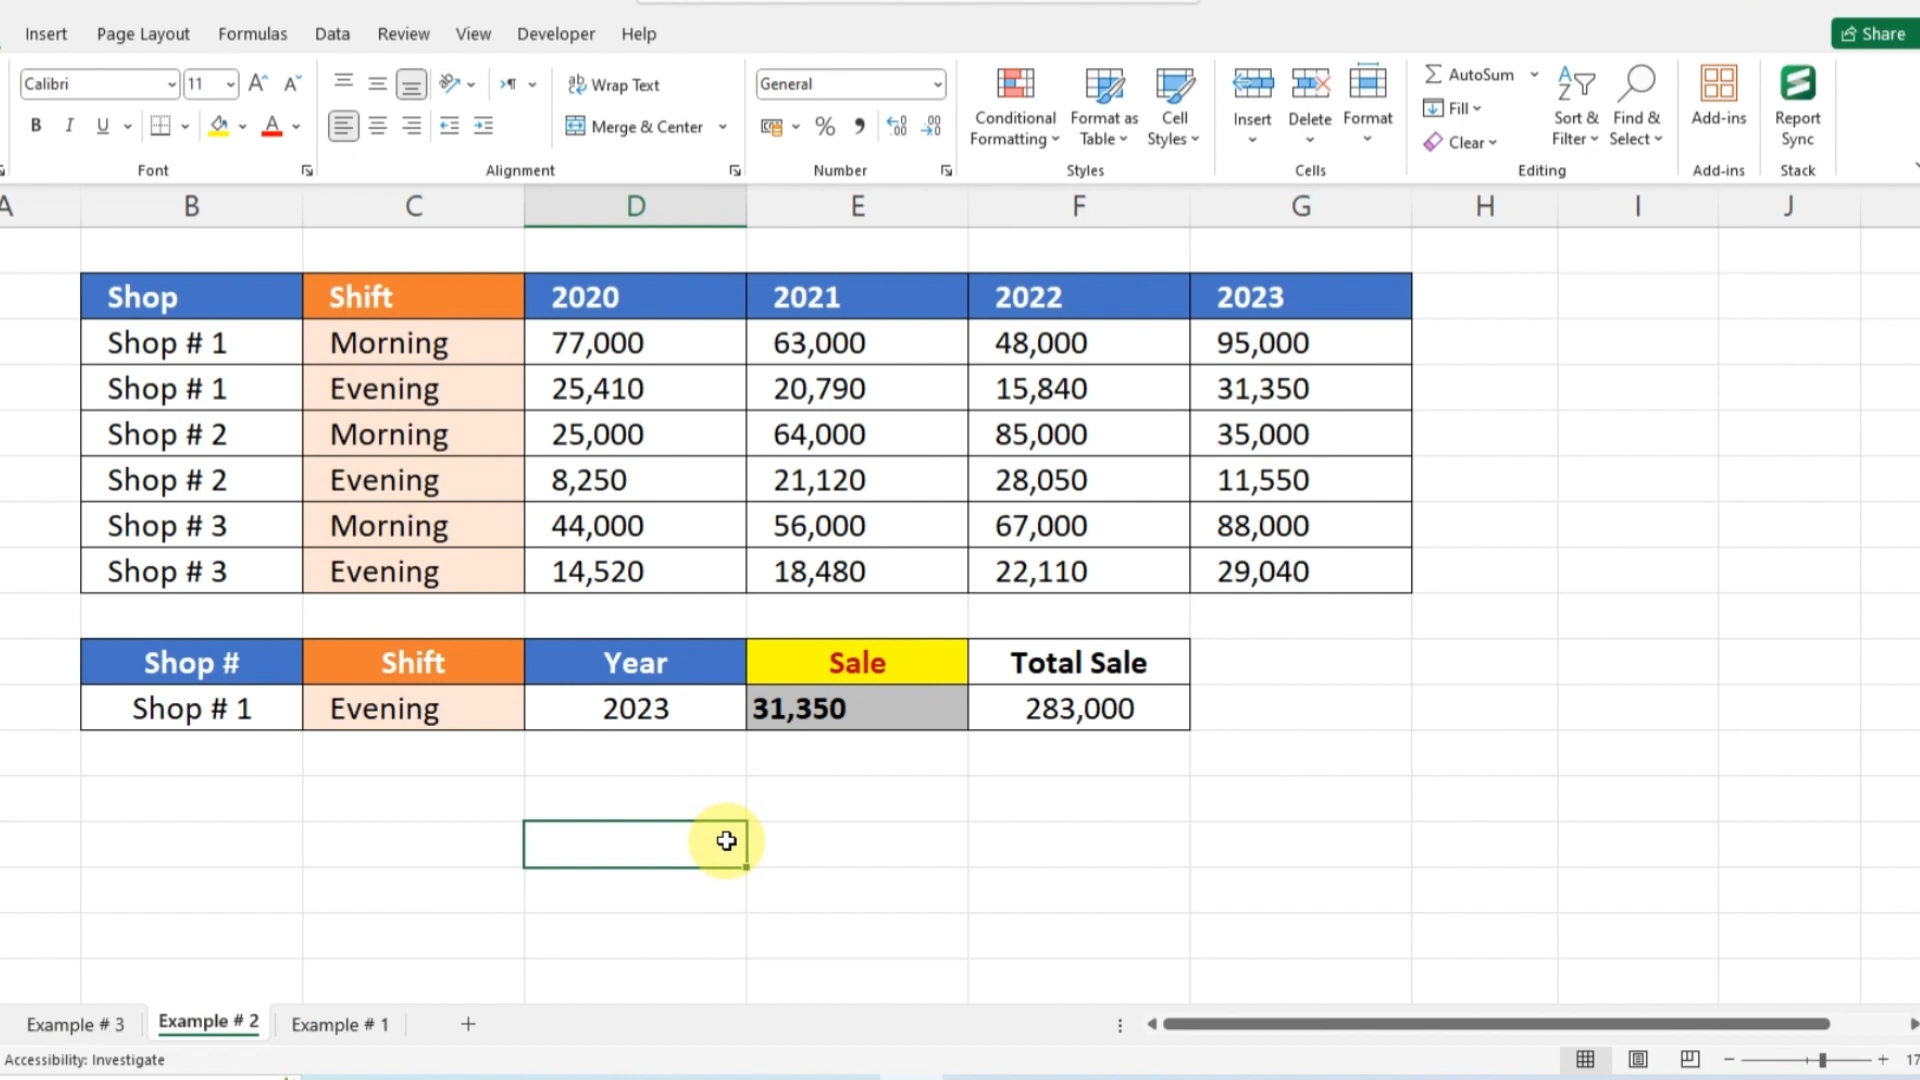 Insert Page Layout Formulas Data Review View Developer Help Share
Calibri 11 A A Wrap Text General Conditional Formatting Format as Table Cell Styles Insert Delete Format AutoSum Fill Clear Sort & Filter Find & Select Add-ins Report Sync
B I U A Merge & Center %
Font Alignment Number Styles Cells Editing Add-ins Stack
A B C D E F G H I J
Shop Shift 2020 2021 2022 2023
Shop # 1 Morning 77,000 63,000 48,000 95,000
Shop # 1 Evening 25,410 20,790 15,840 31,350
Shop # 2 Morning 25,000 64,000 85,000 35,000
Shop # 2 Evening 8,250 21,120 28,050 11,550
Shop # 3 Morning 44,000 56,000 67,000 88,000
Shop # 3 Evening 14,520 18,480 22,110 29,040
Shop # Shift Year Sale Total Sale
Shop # 1 Evening 2023 31,350 283,000
Example # 3 Example # 2 Example # 1
Accessibility: Investigate 17